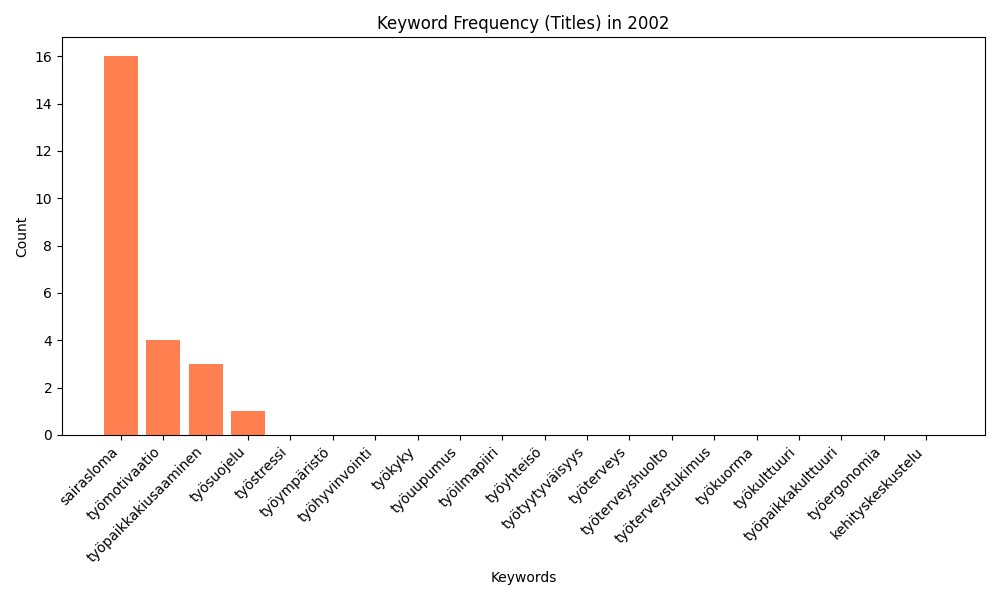 Keyword Frequency (Titles) in 2002
Count
16
14
12
10
8
6
4
2
0
sairasloma
työmotivaatio
työpaikkakiusaaminen
työsuojelu
työstressi
työympäristö
työhyvinvointi
työkyky
työuupumus
työilmapiiri
työyhteisö
työtyytyväisyys
työterveys
työterveyshuolto
työterveystukimus
työkuorma
työkulttuuri
työpaikkakulttuuri
työergonomia
kehityskeskustelu
Keywords